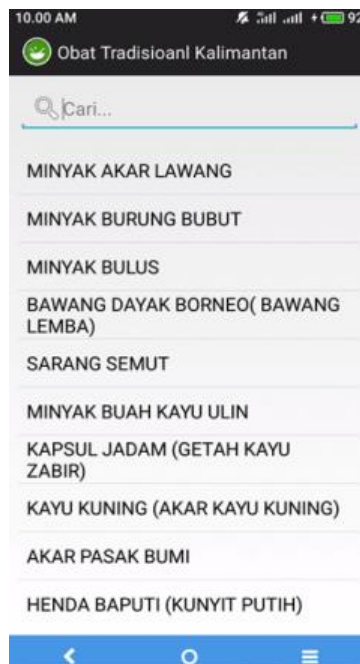 10.00 AM 92
Obat Tradisioanl Kalimantan
Cari...
MINYAK AKAR LAWANG
MINYAK BURUNG BUBUT
MINYAK BULUS
BAWANG DAYAK BORNEO( BAWANG
LEMBA)
SARANG SEMUT
MINYAK BUAH KAYU ULIN
KAPSUL JADAM (GETAH KAYU
ZABIR)
KAYU KUNING (AKAR KAYU KUNING)
AKAR PASAK BUMI
HENDA BAPUTI (KUNYIT PUTIH)